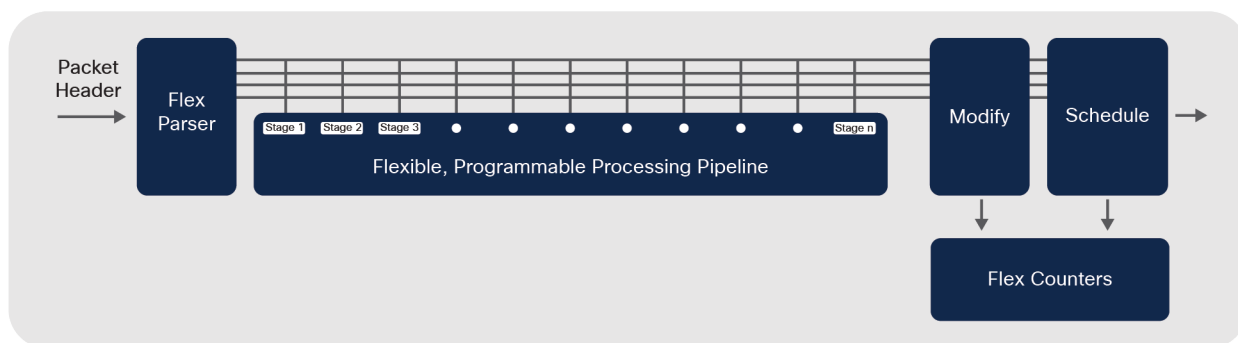 Packet
Header
Flex
Parser
Stage 1
Stage 2
Stage 3
Stage n
Flexible, Programmable Processing Pipeline
Modify
Schedule
Flex Counters